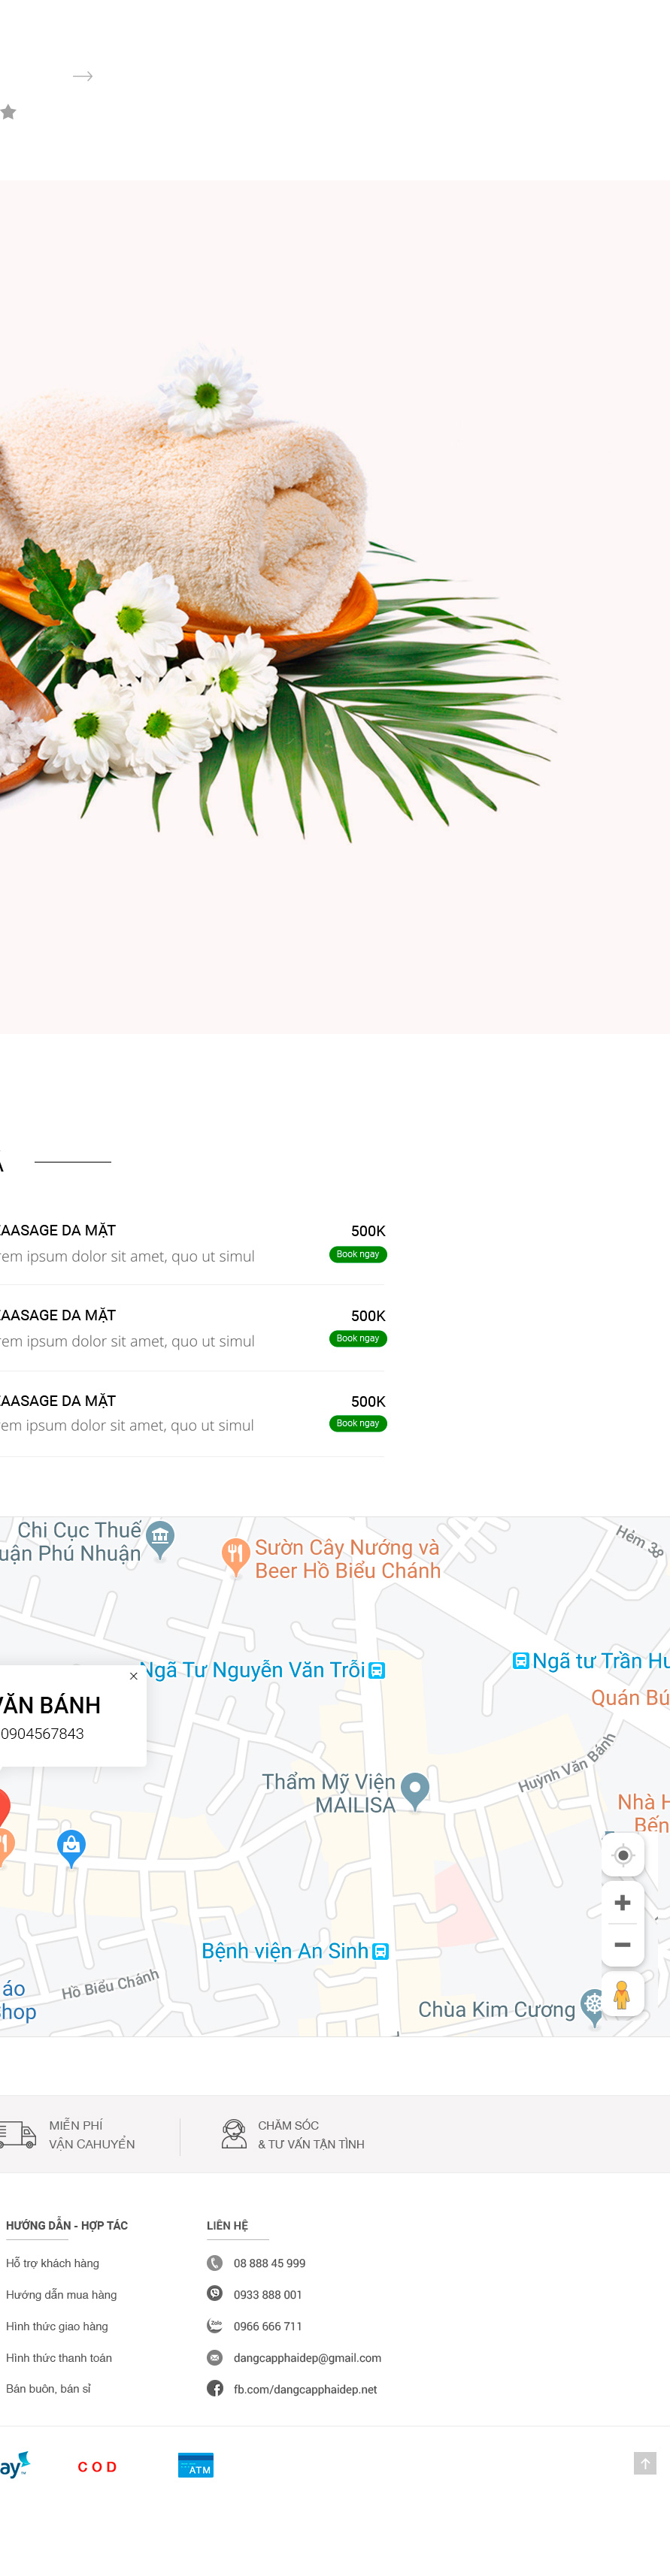 AASAGE DA MẶT
500K
rem ipsum dolor sit amet, quo ut simul
Book ngay
AASAGE DA MẶT
500K
rem ipsum dolor sit amet, quo ut simul
Book ngay
AASAGE DA MẶT
500K
rem ipsum dolor sit amet, quo ut simul
Book ngay
Chi Cục Thuế
uận Phú Nhuận
Sườn Cây Nướng và
Beer Hồ Biểu Chánh
Hẻm 38
Ngã Tư Nguyễn Văn Trỗi
Ngã tư Trần Hu
Quán Bú
VĂN BÁNH
0904567843
Huỳnh Văn Bánh
Thẩm Mỹ Viện
MAILISA
Nhà H
Bến
Bệnh viện An Sinh
Hồ Biểu Chánh
áo
hop
Chùa Kim Cương
MIỄN PHÍ
VẬN CAHUYỂN
CHĂM SÓC
& TƯ VẤN TẬN TÌNH
HƯỚNG DẪN - HỢP TÁC
Hỗ trợ khách hàng
Hướng dẫn mua hàng
Hình thức giao hàng
Hình thức thanh toán
Bán buôn, bán sỉ
LIÊN HỆ
08 888 45 999
0933 888 001
Zalo
0966 666 711
dangcapphaidep@gmail.com
fb.com/dangcapphaidep.net
ay
COD
ATM